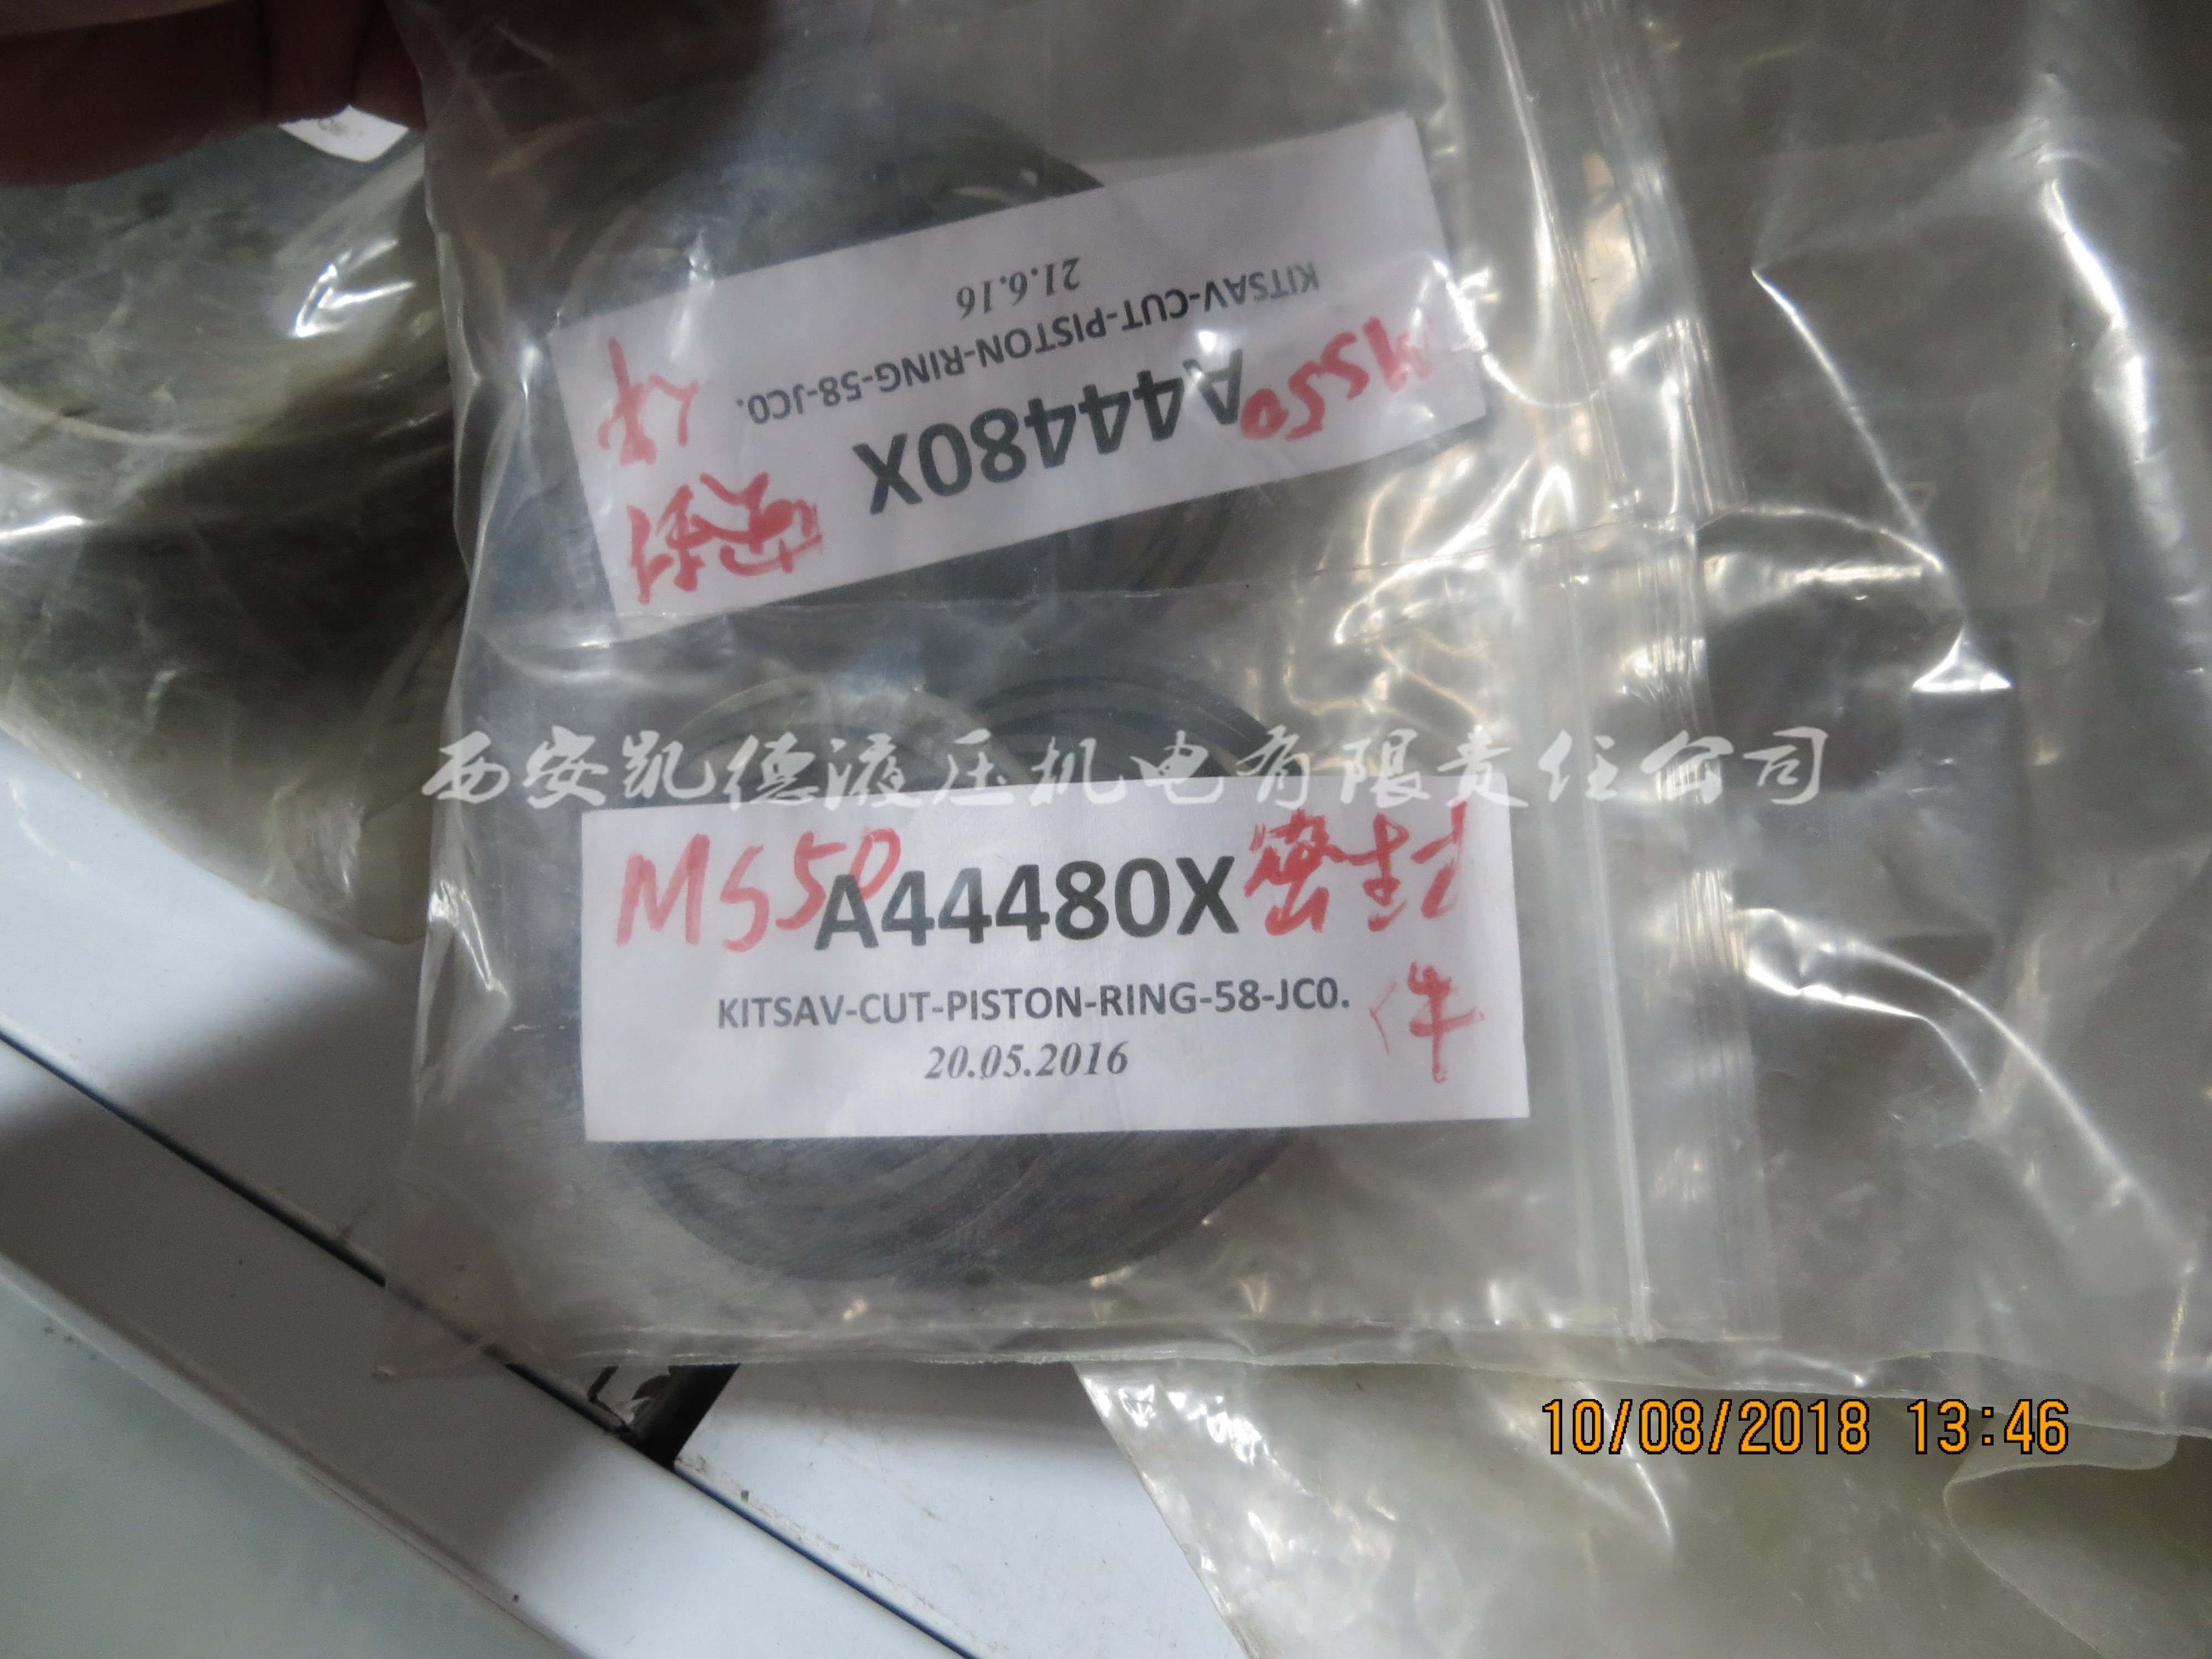 21.6.16
KITSAV-CUT-PISTON-RING-58-JC0.
MS50 A44480X 密封
件
西安凯德液压机电有限责任公司
MS50 A44480X 密封
KITSAV-CUT-PISTON-RING-58-JC0. 件
20.05.2016
10/08/2018 13:46